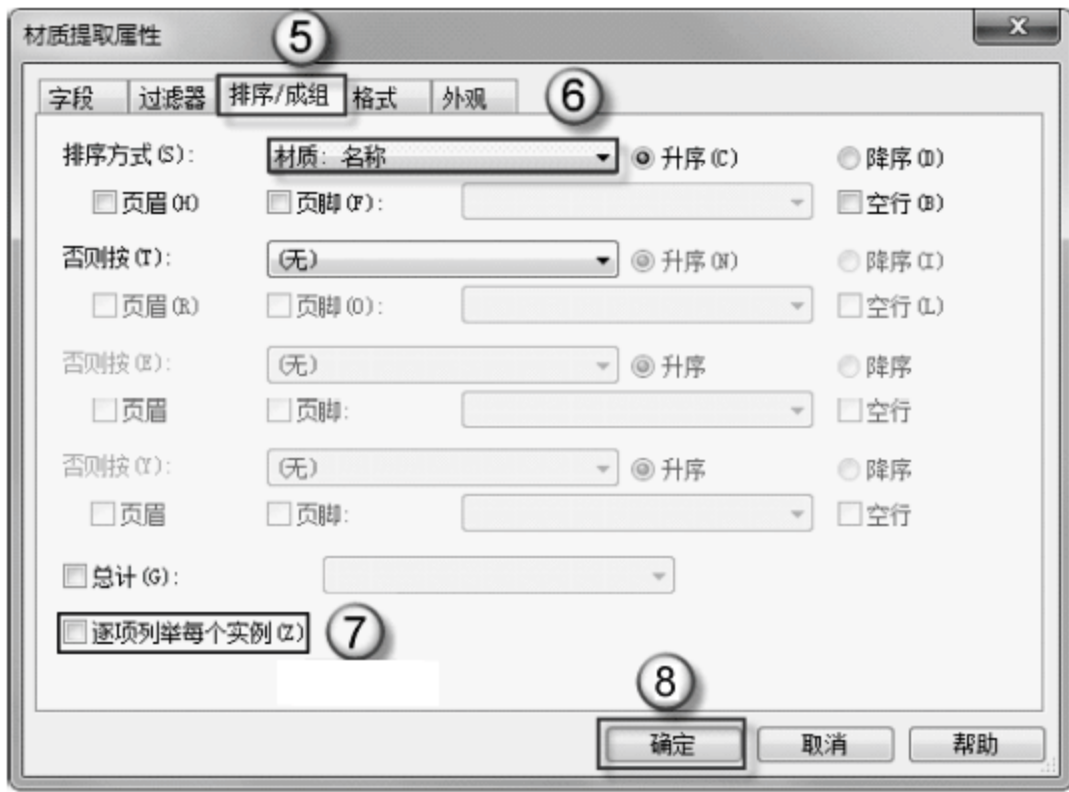 材质提取属性
⑤
字段 过滤器 排序/成组 格式 外观
⑥
排序方式(S): 材质: 名称 升序(C) 降序(D)
页眉(H) 页脚(F): 空行(B)
否则按(T): (无) 升序(N) 降序(I)
页眉(R) 页脚(O): 空行(L)
否则按(E): (无) 升序 降序
页眉 页脚: 空行
否则按(Y): (无) 升序 降序
页眉 页脚: 空行
总计(G):
逐项列举每个实例(Z) ⑦
⑧
确定 取消 帮助